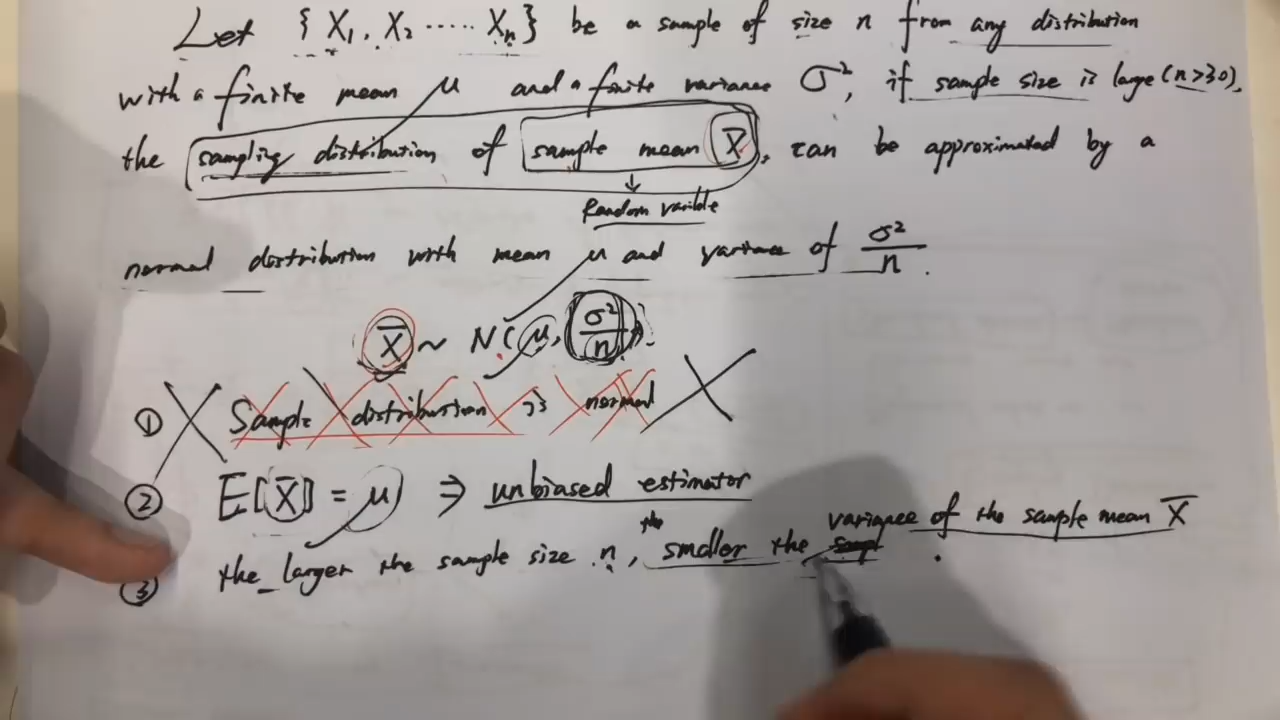 Let {X₁, X₂ ..... Xₙ} be a sample of size n from any distribution
with a finite mean μ and a finite variance σ², if sample size is large (n>30),
the sampling distribution of sample mean X̄, can be approximated by a
↓
Random varible
normal distribution with mean μ and variance of σ²/n.
X̄ ~ N(μ, σ²/n)
① Sample distribution is normal
② E[X̄] = μ ⇒ unbiased estimator
③ the larger the sample size n, the smaller the variance of the sample mean X̄.